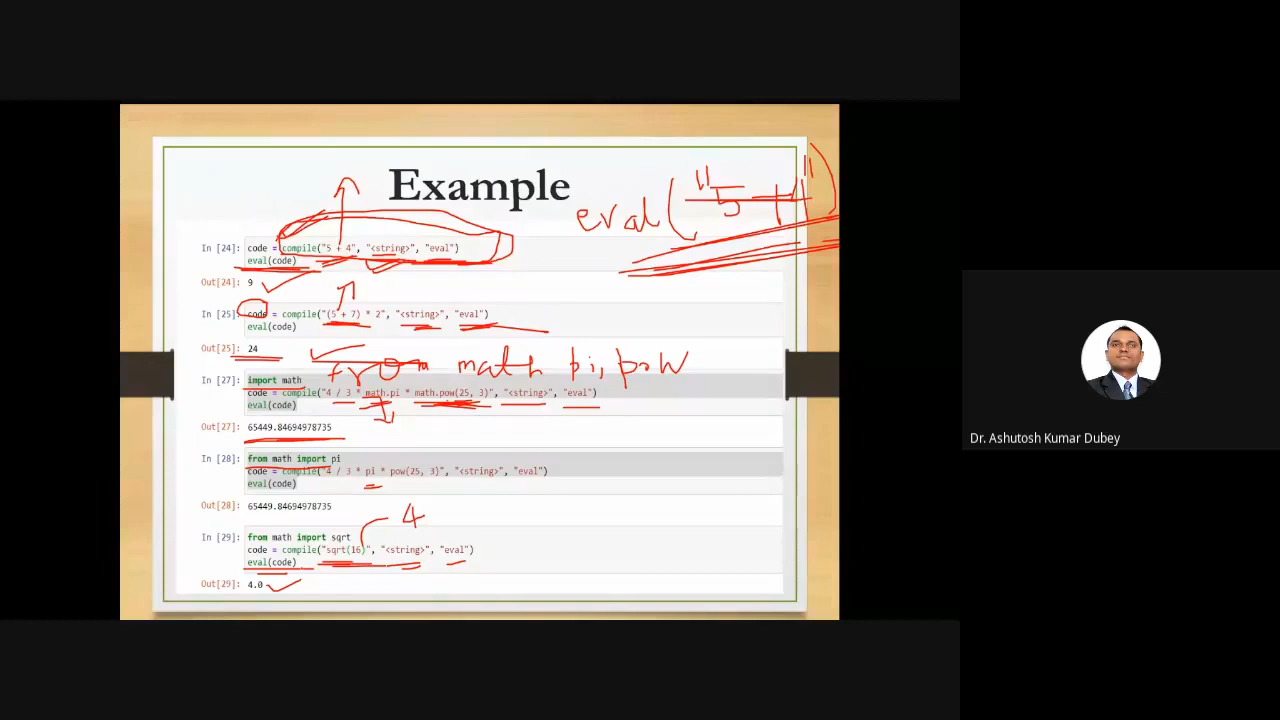 Example
eval("5+4")
In [24]: code = compile("5 + 4", "<string>", "eval")
eval(code)
Out[24]: 9
In [25]: code = compile("(5 + 7) * 2", "<string>", "eval")
eval(code)
Out[25]: 24
from math pi, pow
In [27]: import math
code = compile("4 / 3 * math.pi * math.pow(25, 3)", "<string>", "eval")
eval(code)
Out[27]: 65449.84694978735
In [28]: from math import pi
code = compile("4 / 3 * pi * pow(25, 3)", "<string>", "eval")
eval(code)
Out[28]: 65449.84694978735
4
In [29]: from math import sqrt
code = compile("sqrt(16)", "<string>", "eval")
eval(code)
Out[29]: 4.0
Dr. Ashutosh Kumar Dubey